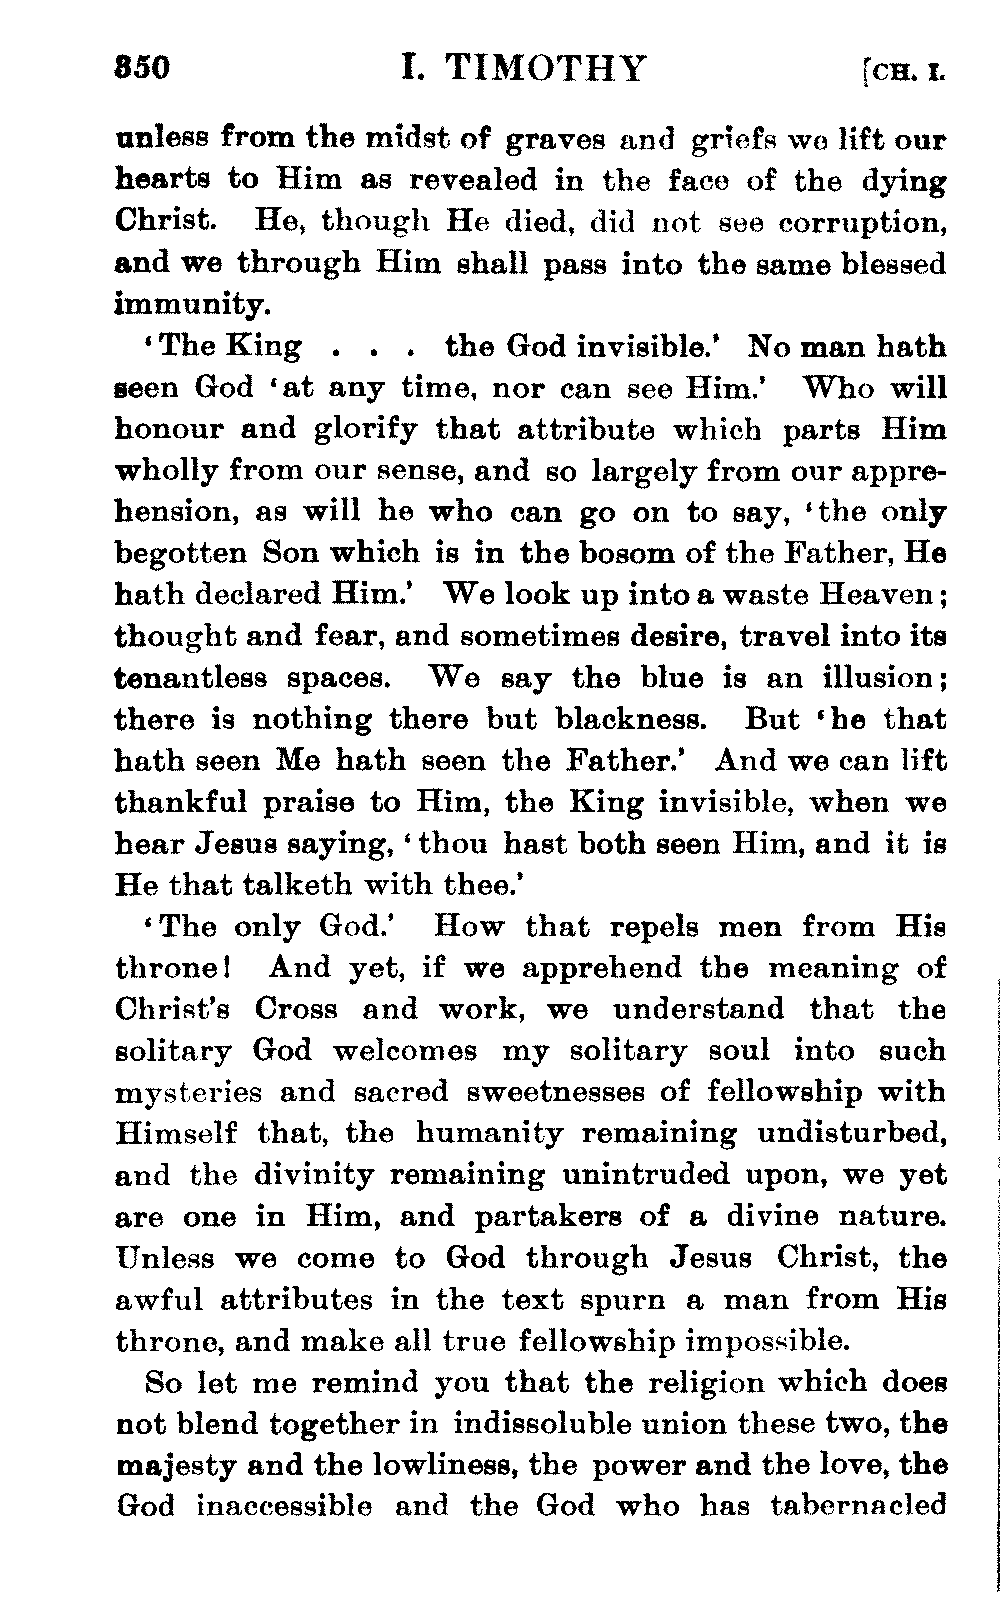 350 I. TIMOTHY [CH. I.
unless from the midst of graves and griefs we lift our
hearts to Him as revealed in the face of the dying
Christ. He, though He died, did not see corruption,
and we through Him shall pass into the same blessed
immunity.
‘The King . . . the God invisible.’ No man hath
seen God ‘at any time, nor can see Him.’ Who will
honour and glorify that attribute which parts Him
wholly from our sense, and so largely from our appre-
hension, as will he who can go on to say, ‘the only
begotten Son which is in the bosom of the Father, He
hath declared Him.’ We look up into a waste Heaven;
thought and fear, and sometimes desire, travel into its
tenantless spaces. We say the blue is an illusion;
there is nothing there but blackness. But ‘he that
hath seen Me hath seen the Father.’ And we can lift
thankful praise to Him, the King invisible, when we
hear Jesus saying, ‘thou hast both seen Him, and it is
He that talketh with thee.’
‘The only God.’ How that repels men from His
throne! And yet, if we apprehend the meaning of
Christ’s Cross and work, we understand that the
solitary God welcomes my solitary soul into such
mysteries and sacred sweetnesses of fellowship with
Himself that, the humanity remaining undisturbed,
and the divinity remaining unintruded upon, we yet
are one in Him, and partakers of a divine nature.
Unless we come to God through Jesus Christ, the
awful attributes in the text spurn a man from His
throne, and make all true fellowship impossible.
So let me remind you that the religion which does
not blend together in indissoluble union these two, the
majesty and the lowliness, the power and the love, the
God inaccessible and the God who has tabernacled